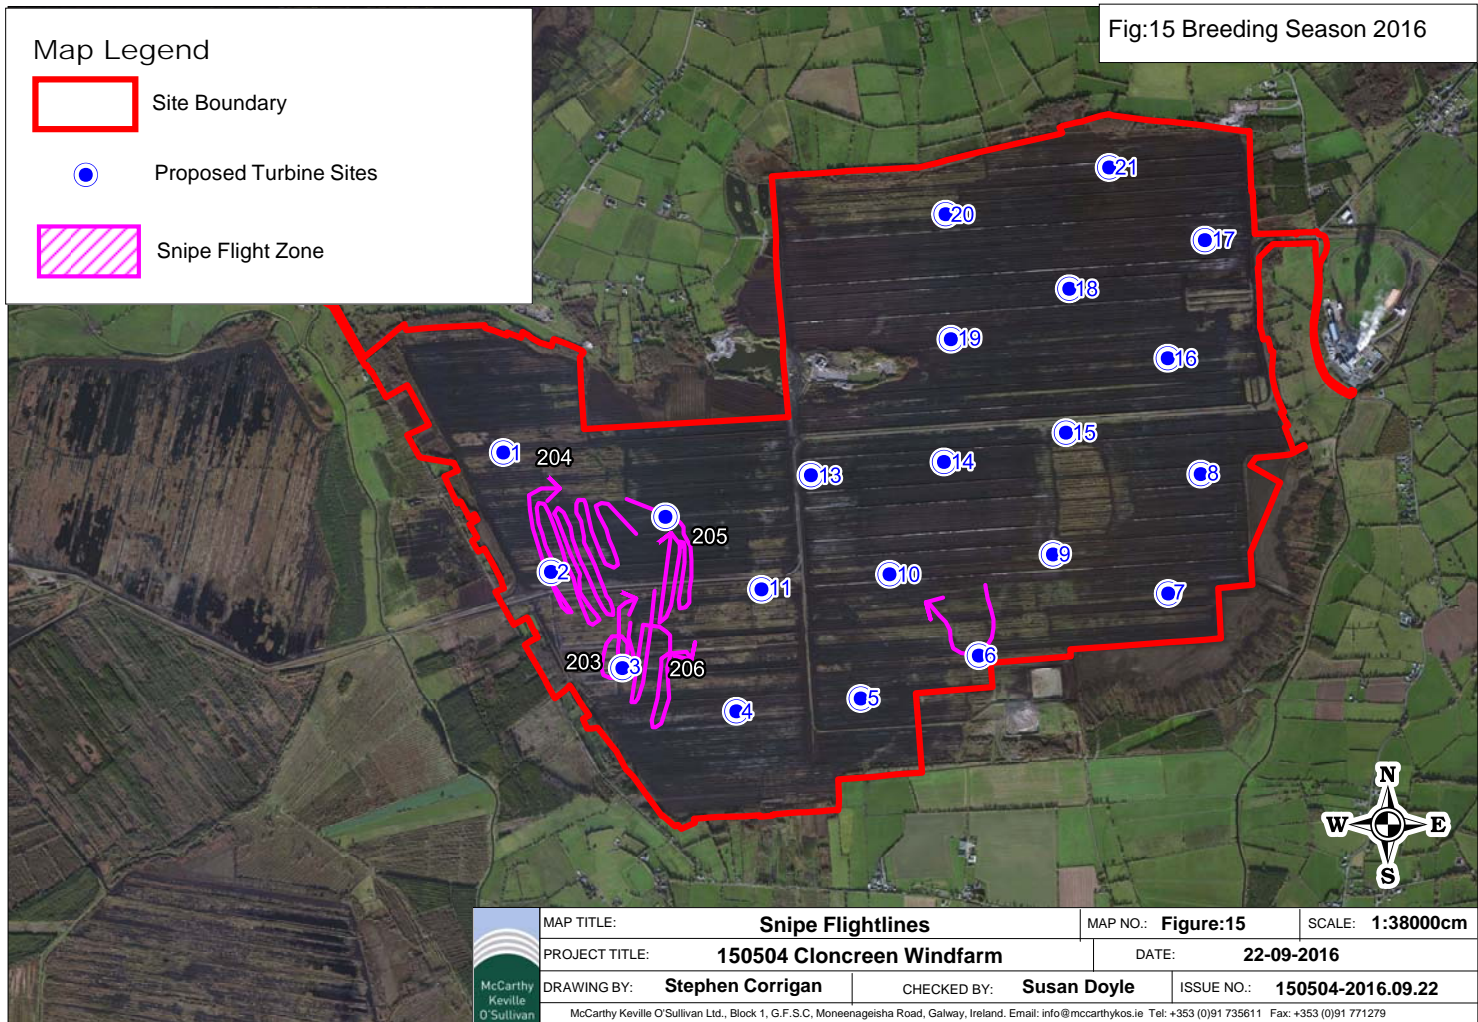 Fig:15 Breeding Season 2016
Map Legend
Site Boundary
Proposed Turbine Sites
Snipe Flight Zone
21
20
17
18
19
16
15
1
204
14
13
8
205
9
2
10
11
7
6
203
3
206
5
4
N
W E
S
McCarthy
Keville
O'Sullivan
MAP TITLE: Snipe Flightlines MAP NO.: Figure:15 SCALE: 1:38000cm
PROJECT TITLE: 150504 Cloncreen Windfarm DATE: 22-09-2016
DRAWING BY: Stephen Corrigan CHECKED BY: Susan Doyle ISSUE NO.: 150504-2016.09.22
McCarthy Keville O'Sullivan Ltd., Block 1, G.F.S.C, Moneenageisha Road, Galway, Ireland. Email: info@mccarthykos.ie Tel: +353 (0)91 735611 Fax: +353 (0)91 771279